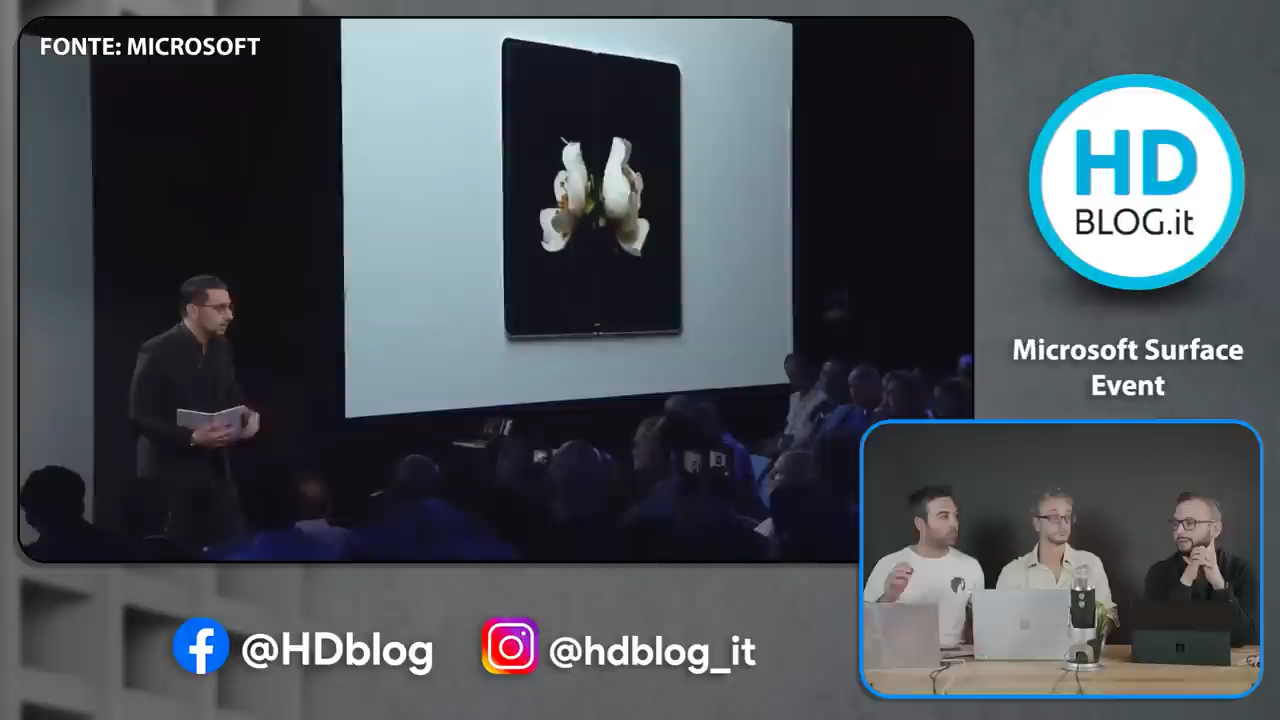 FONTE: MICROSOFT
HD
BLOG.it
Microsoft Surface
Event
@HDblog
@hdblog_it